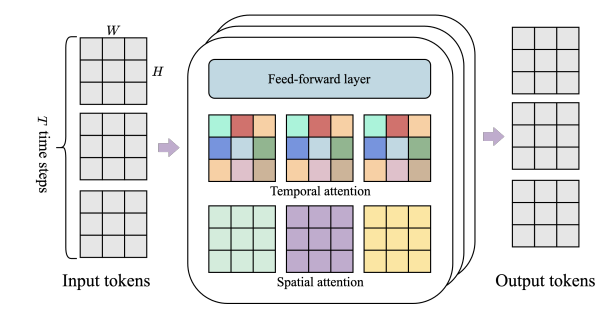 W
H
T time steps
Input tokens
Feed-forward layer
Temporal attention
Spatial attention
Output tokens